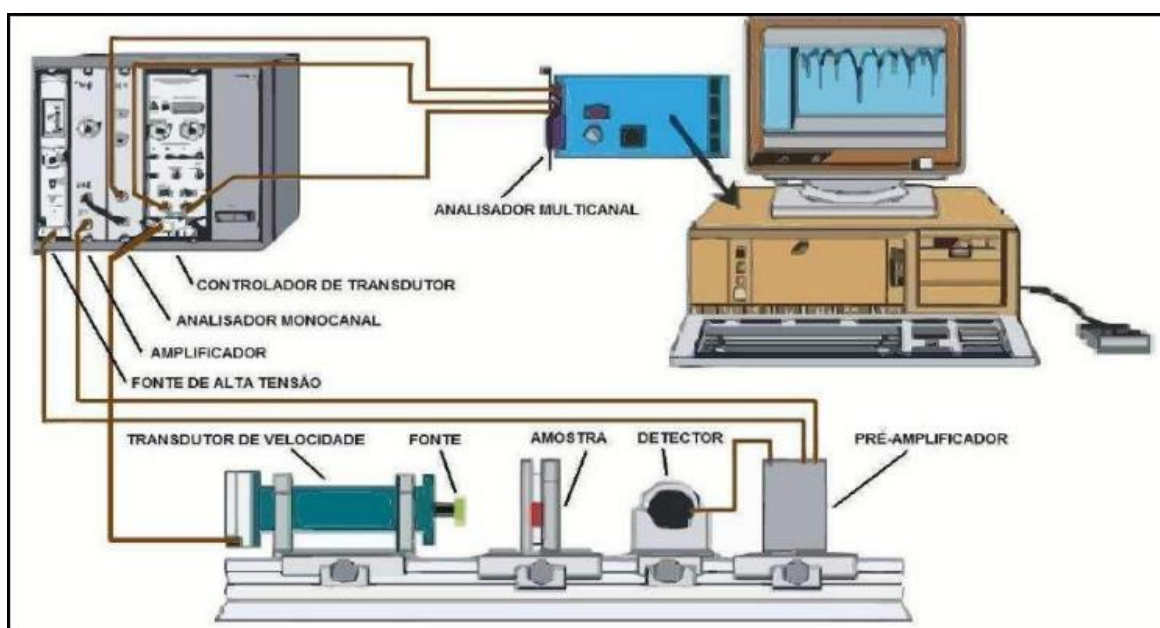 ANALISADOR MULTICANAL
CONTROLADOR DE TRANSDUTOR
ANALISADOR MONOCANAL
AMPLIFICADOR
FONTE DE ALTA TENSÃO
TRANSDUTOR DE VELOCIDADE
FONTE
AMOSTRA
DETECTOR
PRÉ-AMPLIFICADOR